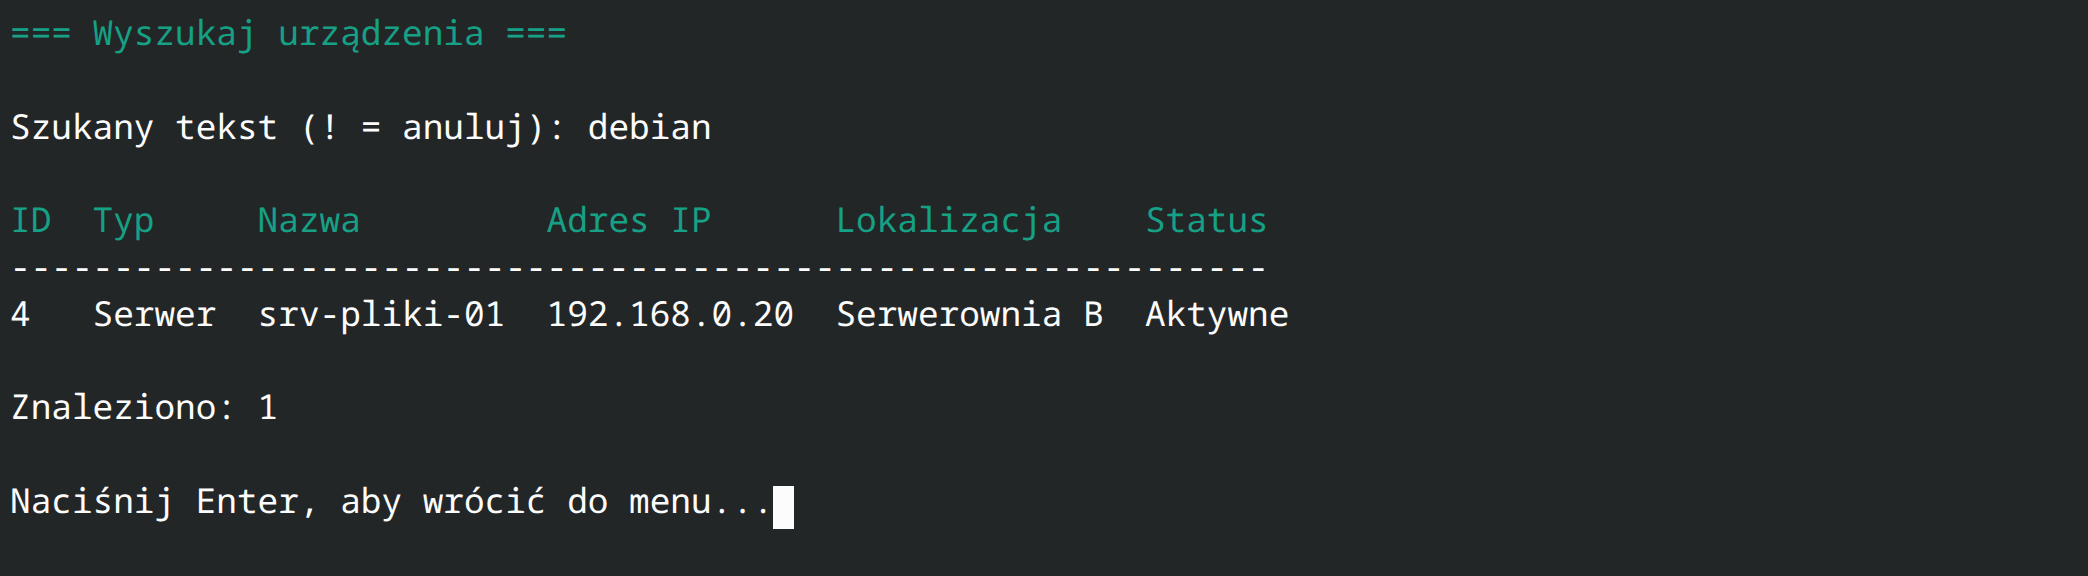 === Wyszukaj urządzenia ===
Szukany tekst (! = anuluj): debian
ID  Typ     Nazwa         Adres IP      Lokalizacja    Status
-------------------------------------------------------------
4   Serwer  srv-pliki-01  192.168.0.20  Serwerownia B  Aktywne
Znaleziono: 1
Naciśnij Enter, aby wrócić do menu...